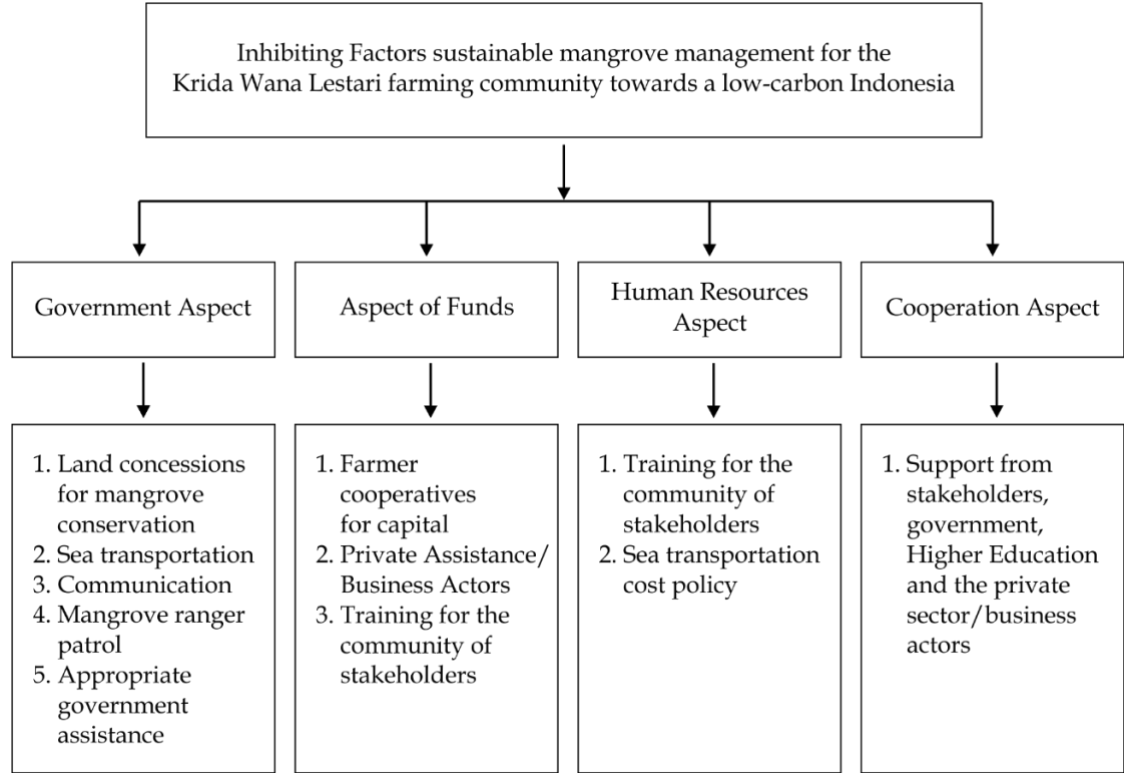 Inhibiting Factors sustainable mangrove management for the
Krida Wana Lestari farming community towards a low-carbon Indonesia
Government Aspect
Aspect of Funds
Human Resources
Aspect
Cooperation Aspect
1. Land concessions
for mangrove
conservation
2. Sea transportation
3. Communication
4. Mangrove ranger
patrol
5. Appropriate
government
assistance
1. Farmer
cooperatives
for capital
2. Private Assistance/
Business Actors
3. Training for the
community of
stakeholders
1. Training for the
community of
stakeholders
2. Sea transportation
cost policy
1. Support from
stakeholders,
government,
Higher Education
and the private
sector/business
actors